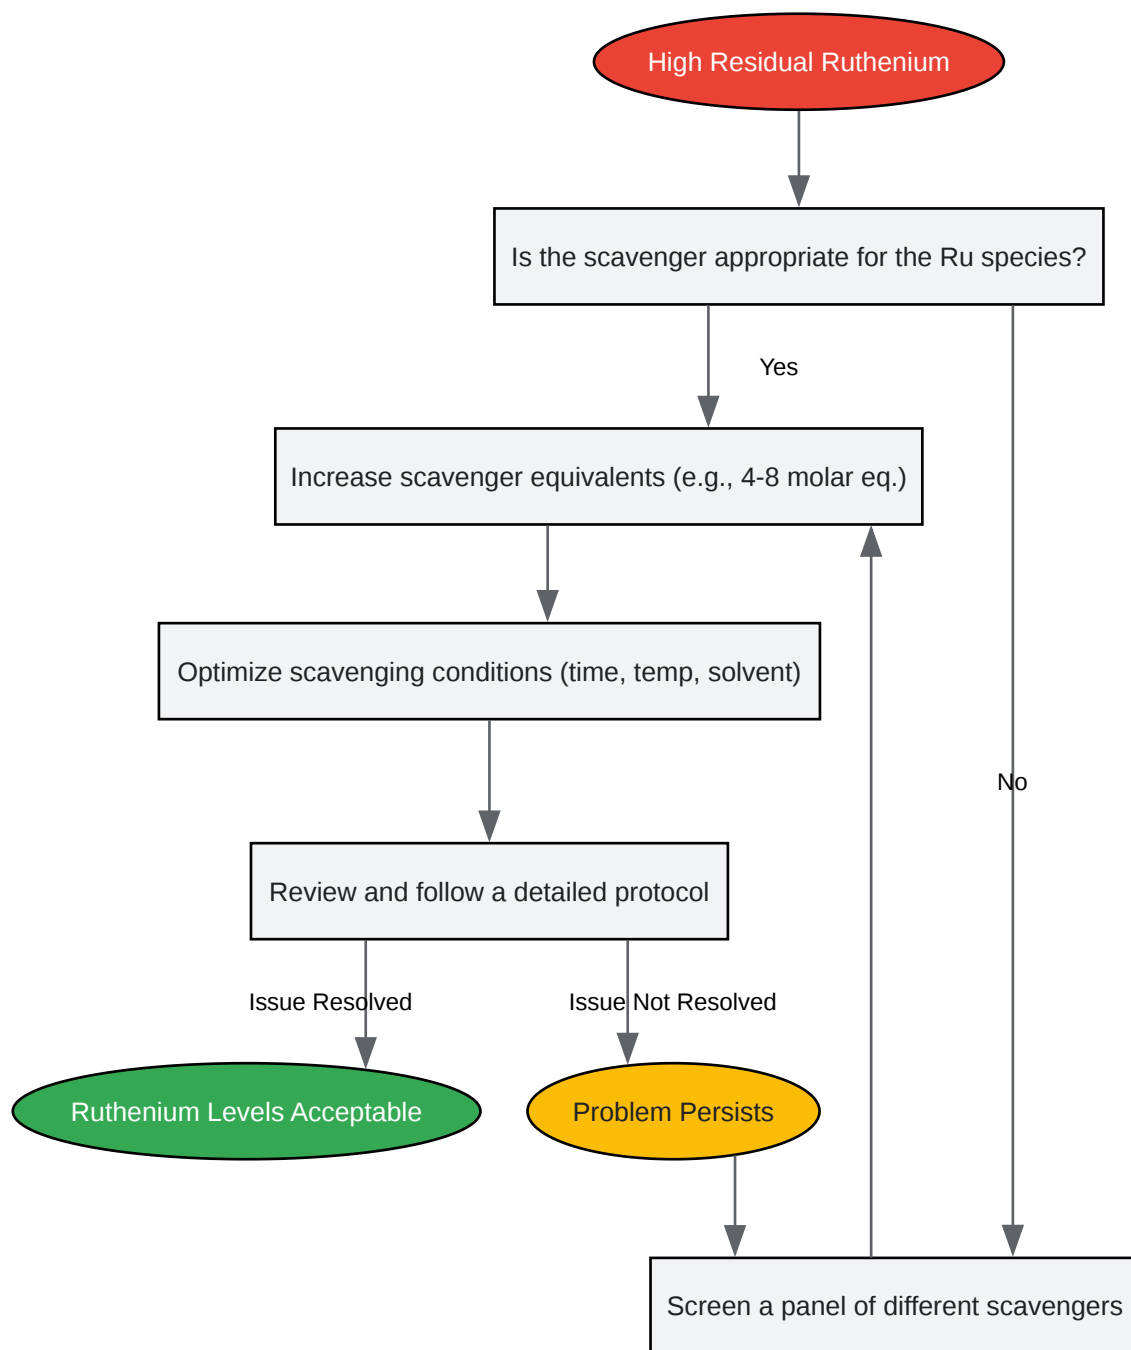 High Residual Ruthenium
Is the scavenger appropriate for the Ru species?
Yes
Increase scavenger equivalents (e.g., 4-8 molar eq.)
Optimize scavenging conditions (time, temp, solvent)
No
Review and follow a detailed protocol
Issue Resolved
Issue Not Resolved
Ruthenium Levels Acceptable
Problem Persists
Screen a panel of different scavengers